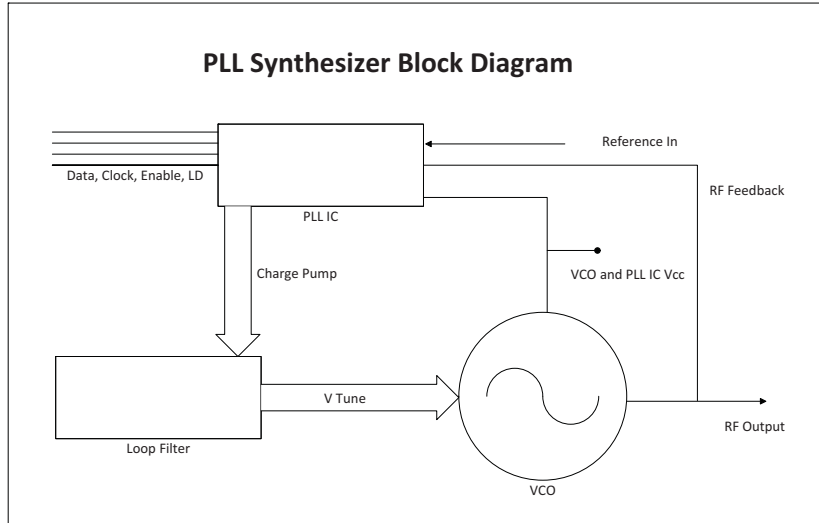 PLL Synthesizer Block Diagram
Reference In
Data, Clock, Enable, LD
RF Feedback
PLL IC
Charge Pump
VCO and PLL IC Vcc
V Tune
RF Output
Loop Filter
VCO